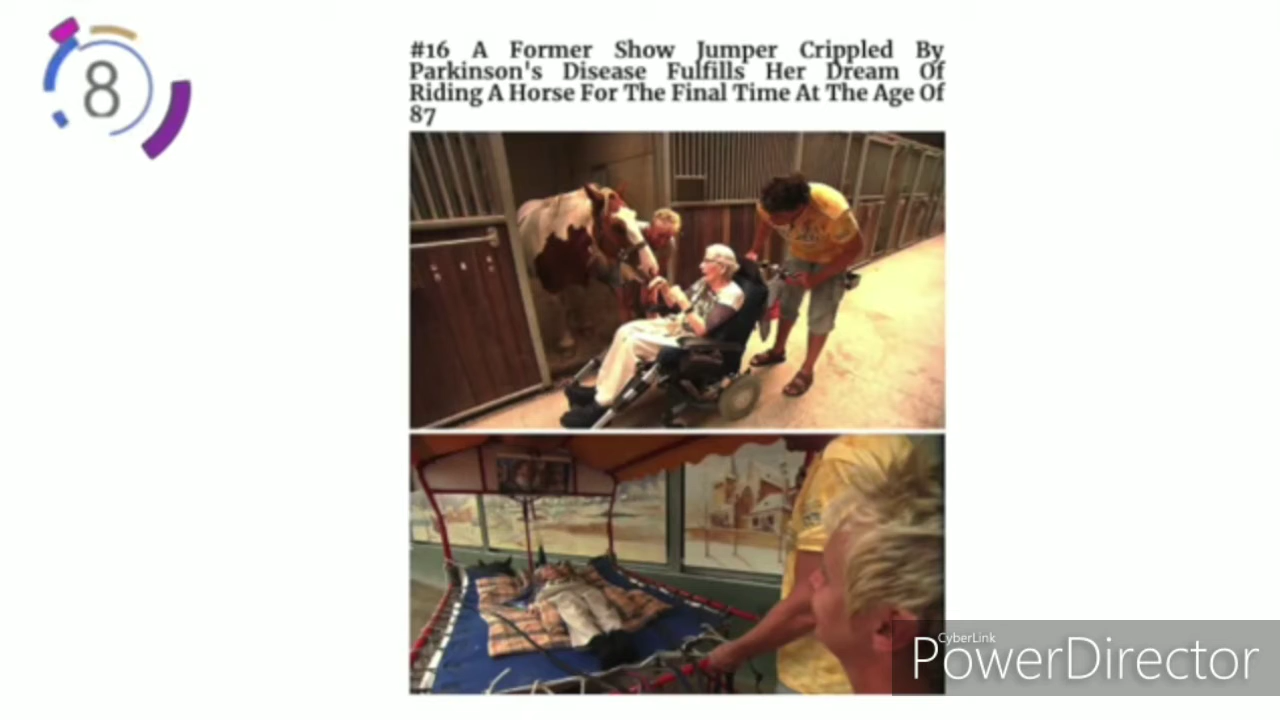 8
#16 A Former Show Jumper Crippled By
Parkinson's Disease Fulfills Her Dream Of
Riding A Horse For The Final Time At The Age Of
87
CyberLink
PowerDirector